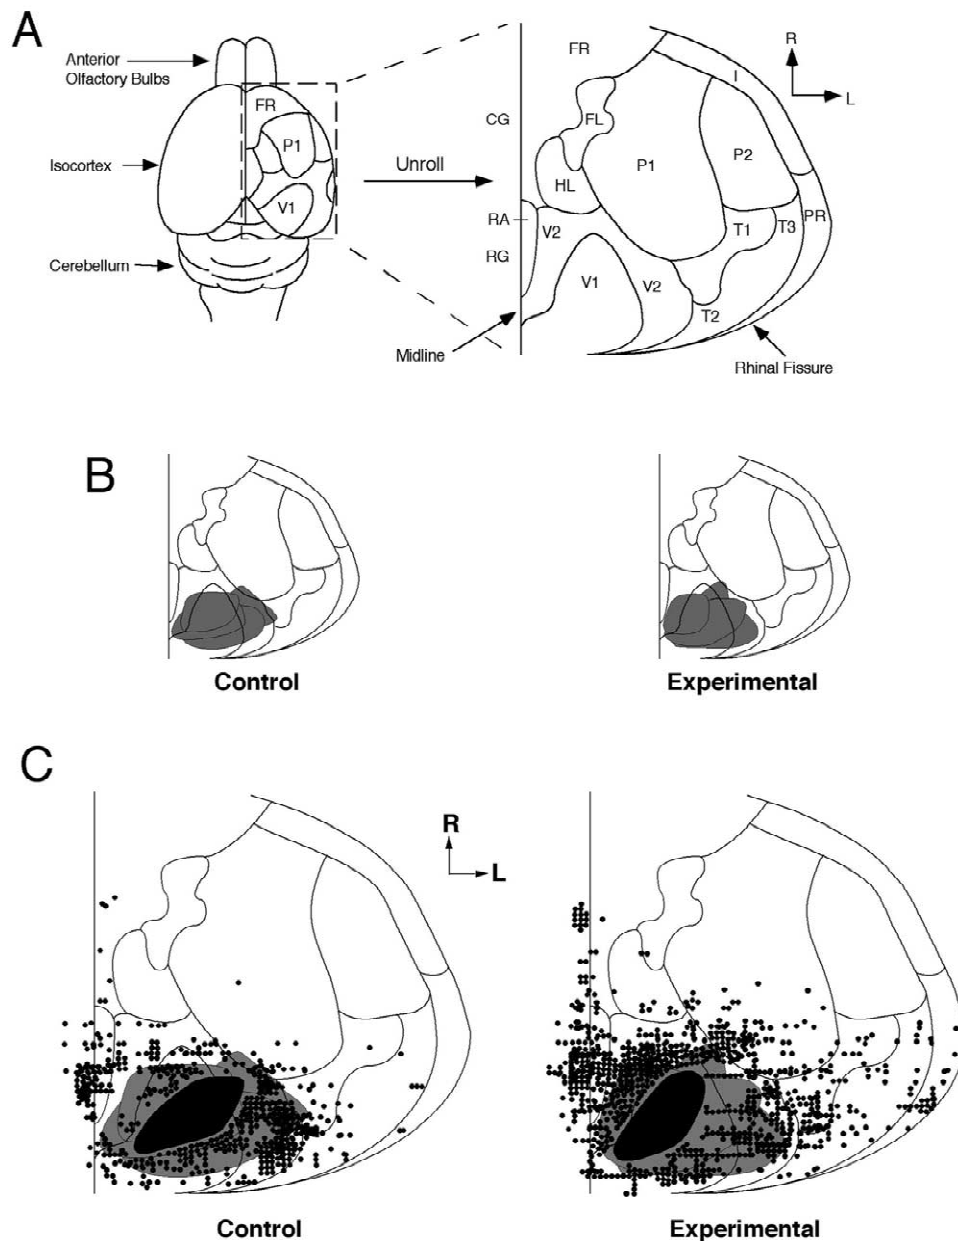 A
Anterior
Olfactory Bulbs
Isocortex
Cerebellum
FR
P1
V1
Unroll
Midline
FR
CG
RA
RG
FL
HL
V2
V1
V2
P1
P2
I
PR
T1
T3
T2
R
L
Rhinal Fissure
B
Control
Experimental
C
R
L
Control
Experimental